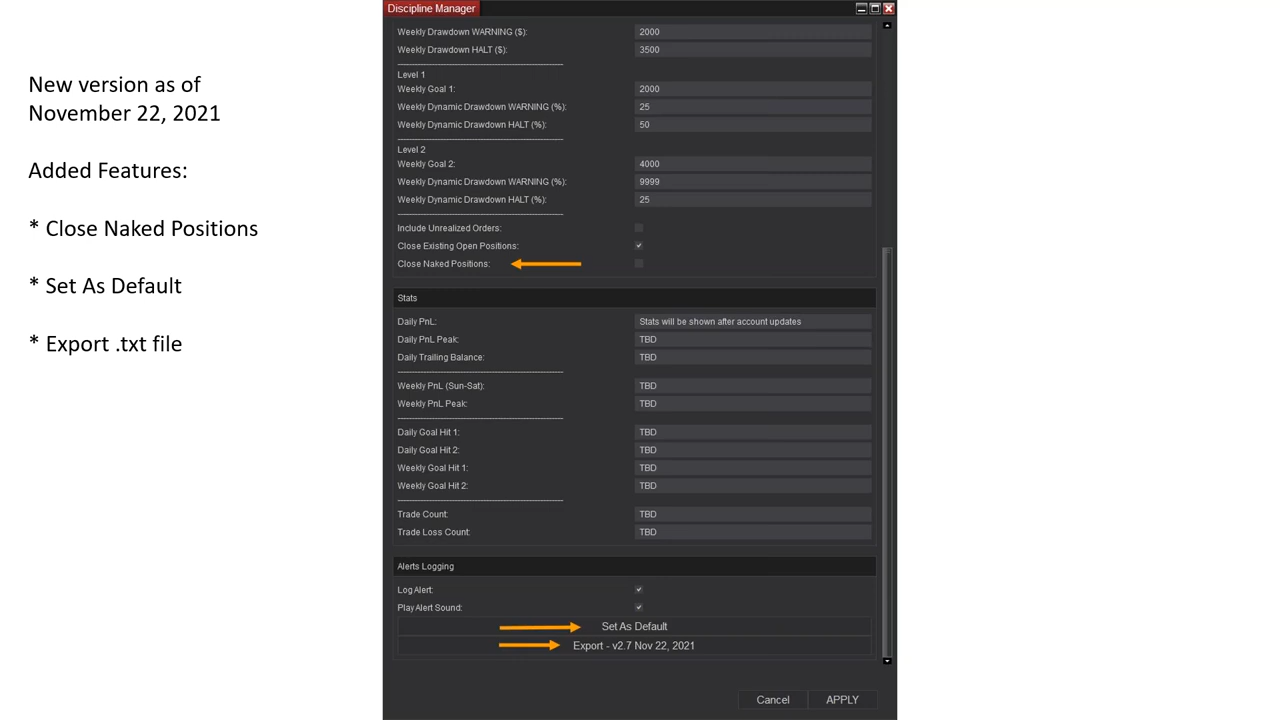 Discipline Manager
New version as of
November 22, 2021
Added Features:
* Close Naked Positions
* Set As Default
* Export .txt file
Weekly Drawdown WARNING ($): 2000
Weekly Drawdown HALT ($): 3500
Level 1
Weekly Goal 1: 2000
Weekly Dynamic Drawdown WARNING (%): 25
Weekly Dynamic Drawdown HALT (%): 50
Level 2
Weekly Goal 2: 4000
Weekly Dynamic Drawdown WARNING (%): 9999
Weekly Dynamic Drawdown HALT (%): 25
Include Unrealized Orders:
Close Existing Open Positions:
Close Naked Positions:
Stats
Daily PnL: Stats will be shown after account updates
Daily PnL Peak: TBD
Daily Trailing Balance: TBD
Weekly PnL (Sun-Sat): TBD
Weekly PnL Peak: TBD
Daily Goal Hit 1: TBD
Daily Goal Hit 2: TBD
Weekly Goal Hit 1: TBD
Weekly Goal Hit 2: TBD
Trade Count: TBD
Trade Loss Count: TBD
Alerts Logging
Log Alert:
Play Alert Sound:
Set As Default
Export - v2.7 Nov 22, 2021
Cancel APPLY